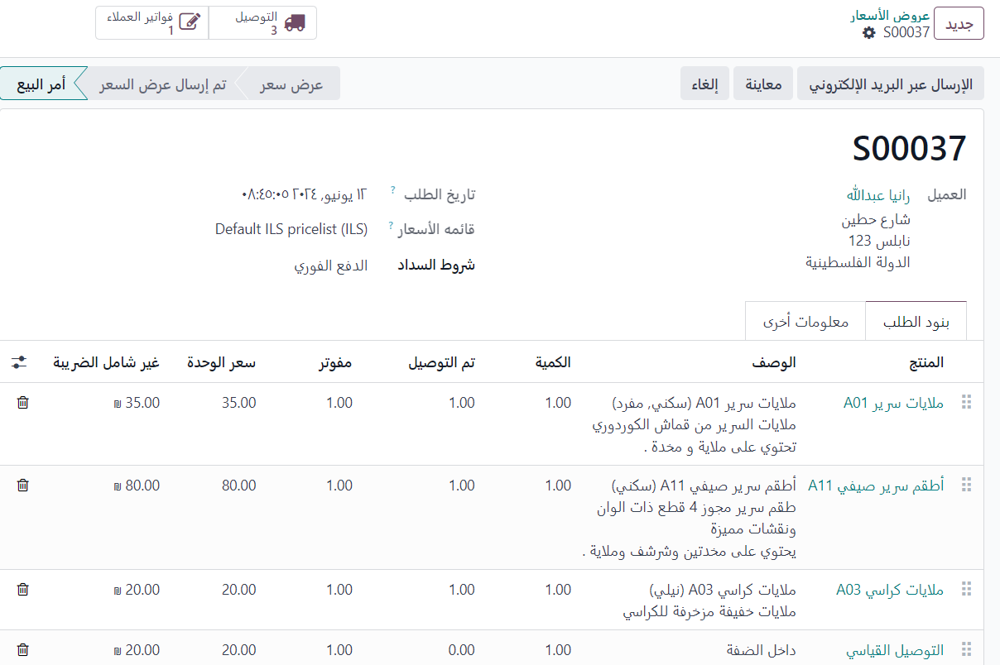 جديد
عروض الأسعار
S00037
التوصيل
3
فواتير العملاء
1
الإرسال عبر البريد الإلكتروني
معاينة
إلغاء
عرض سعر
تم إرسال عرض السعر
أمر البيع
S00037
العميل
رانيا عبدالله
شارع حطين
نابلس 123
الدولة الفلسطينية
تاريخ الطلب ?
١٢ يونيو, ٢٠٢٤ ٠٨:٤٥:٠٥
قائمه الأسعار ?
Default ILS pricelist (ILS)
شروط السداد
الدفع الفوري
بنود الطلب
معلومات أخرى
المنتج الوصف الكمية تم التوصيل مفوتر سعر الوحدة غير شامل الضريبة
ملايات سرير A01 ملايات سرير A01 (سكني, مفرد) 1.00 1.00 1.00 35.00 35.00 ₪
ملايات السرير من قماش الكوردوري
تحتوي على ملاية و مخدة .
أطقم سرير صيفي A11 أطقم سرير صيفي A11 (سكني) 1.00 1.00 1.00 80.00 80.00 ₪
طقم سرير مجوز 4 قطع ذات الوان
ونقشات مميزة
يحتوي على مخدتين وشرشف وملاية .
ملايات كراسي A03 ملايات كراسي A03 (نيلي) 1.00 1.00 1.00 20.00 20.00 ₪
ملايات خفيفة مزخرفة للكراسي
التوصيل القياسي داخل الضفة 1.00 0.00 1.00 20.00 20.00 ₪